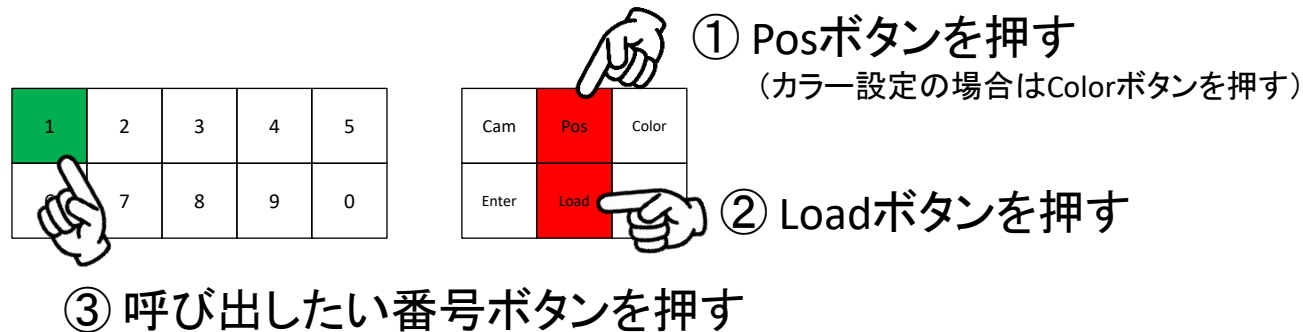 ① Posボタンを押す
（カラー設定の場合はColorボタンを押す）
1 2 3 4 5
Cam Pos Color
7 8 9 0
Enter Load
② Loadボタンを押す
③ 呼び出したい番号ボタンを押す